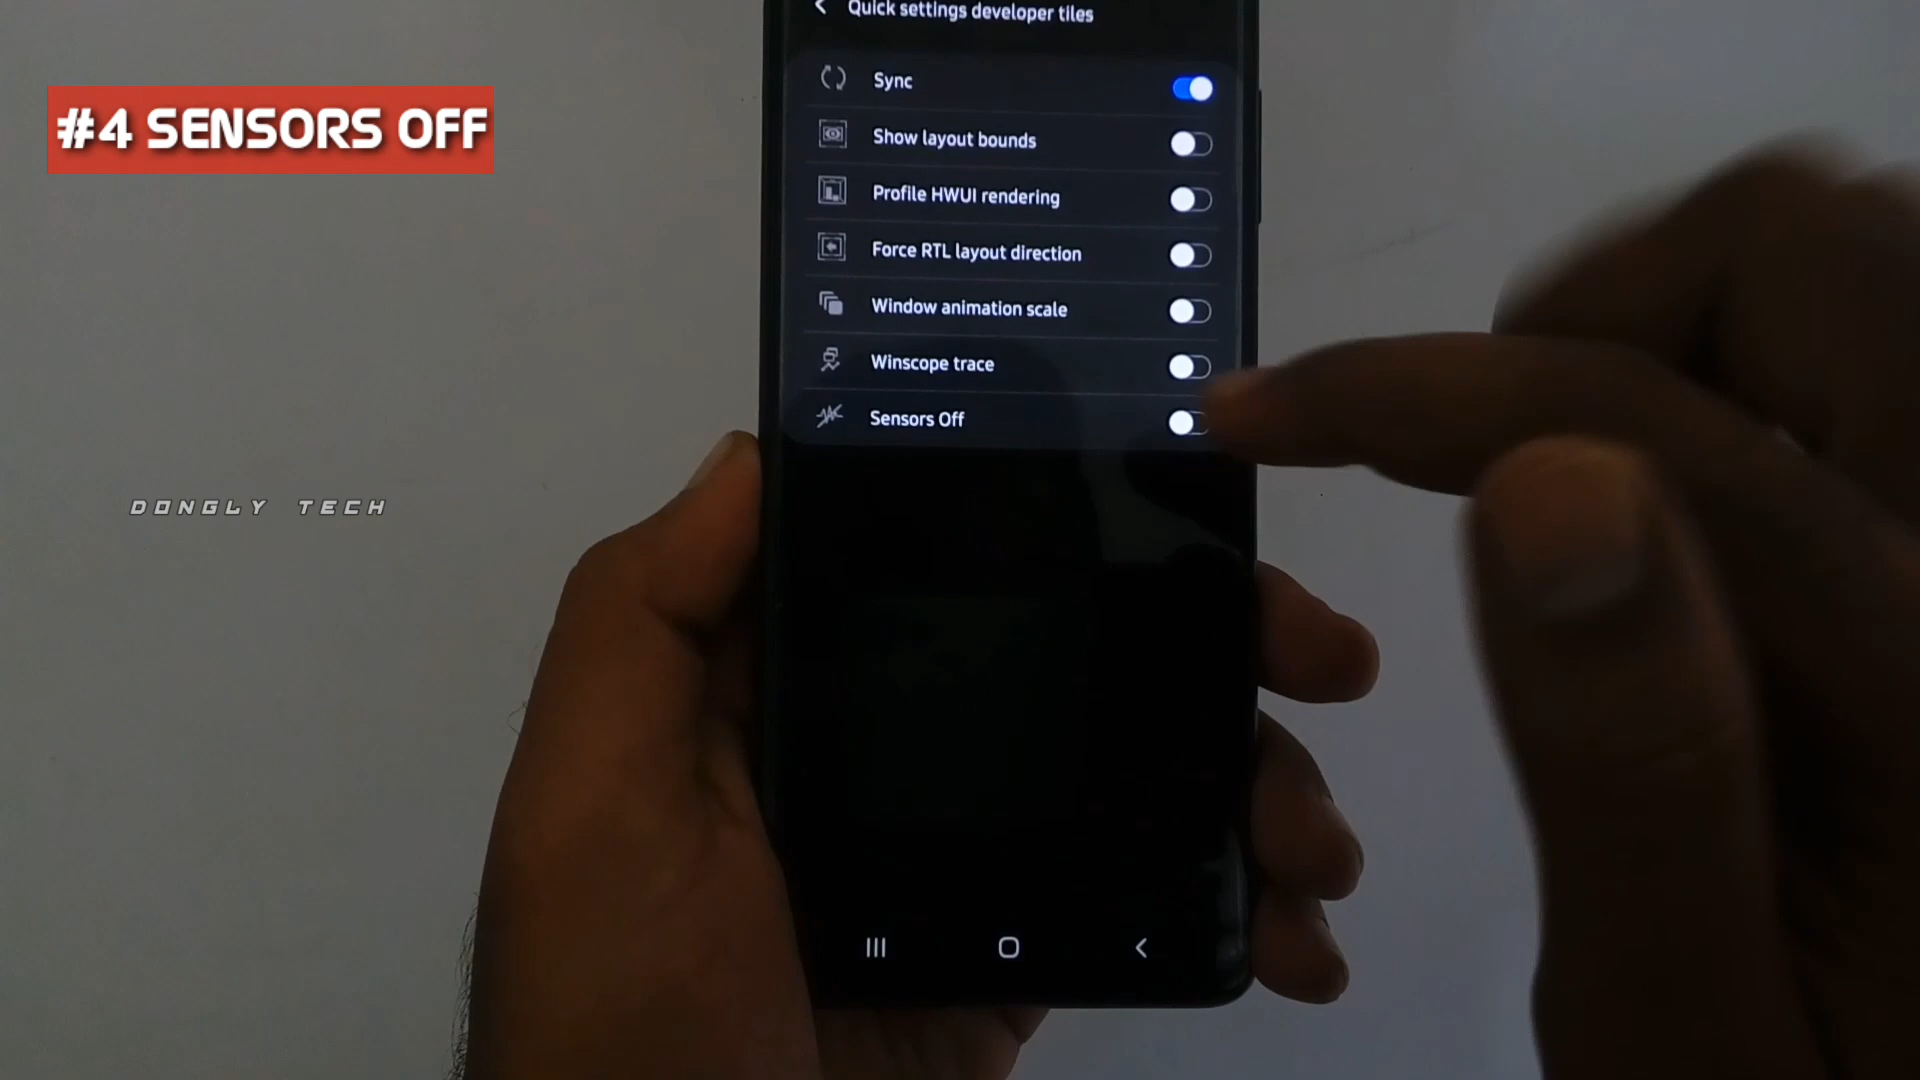 Quick settings developer tiles
#4 SENSORS OFF
Sync
Show layout bounds
Profile HWUI rendering
Force RTL layout direction
Window animation scale
Winscope trace
Sensors Off
DONGLY TECH